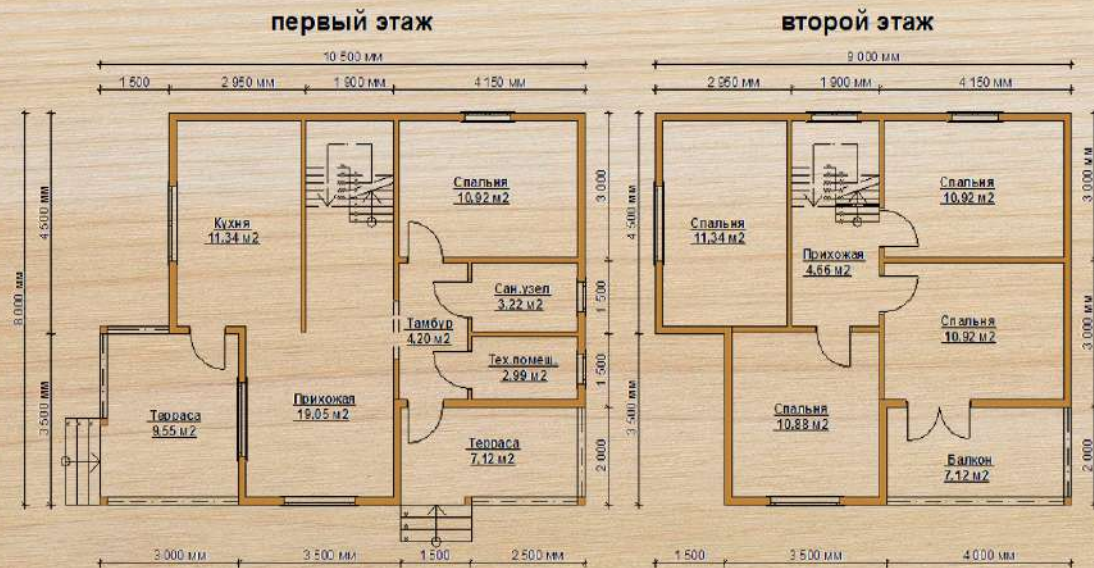 первый этаж
10 500 мм
1 500
2 950 мм
1 900 мм
4 150 мм
8 000 мм
4 500 мм
3 500 мм
Кухня
11,34 м2
Спальня
10,92 м2
Сан.узел
3,22 м2
Тамбур
4,20 м2
Тех.помещ.
2,99 м2
Прихожая
19,05 м2
Терраса
9,55 м2
Терраса
7,12 м2
3 000
1 500
1 500
2 000
3 000 мм
3 500 мм
1 500
2 500 мм
второй этаж
9 000 мм
2 950 мм
1 900 мм
4 150 мм
4 500 мм
3 500 мм
Спальня
11,34 м2
Прихожая
4,66 м2
Спальня
10,92 м2
Спальня
10,92 м2
Спальня
10,88 м2
Балкон
7,12 м2
3 000 мм
3 000 мм
2 000
1 500
3 500 мм
4 000 мм